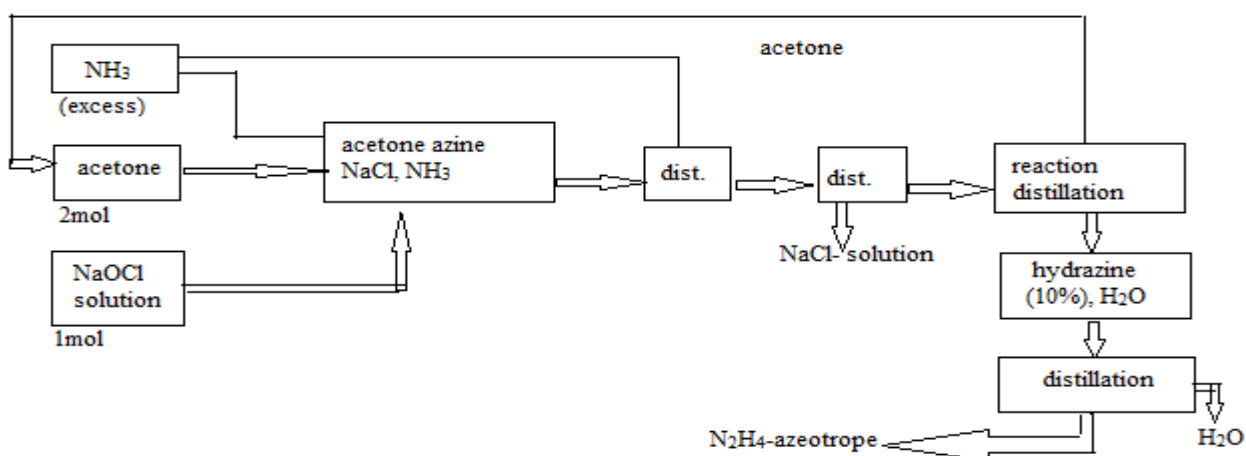 acetone
NH₃
(excess)
acetone
2mol
NaOCl
solution
1mol
acetone azine
NaCl, NH₃
dist.
dist.
NaCl- solution
reaction
distillation
hydrazine
(10%), H₂O
distillation
H₂O
N₂H₄-azeotrope